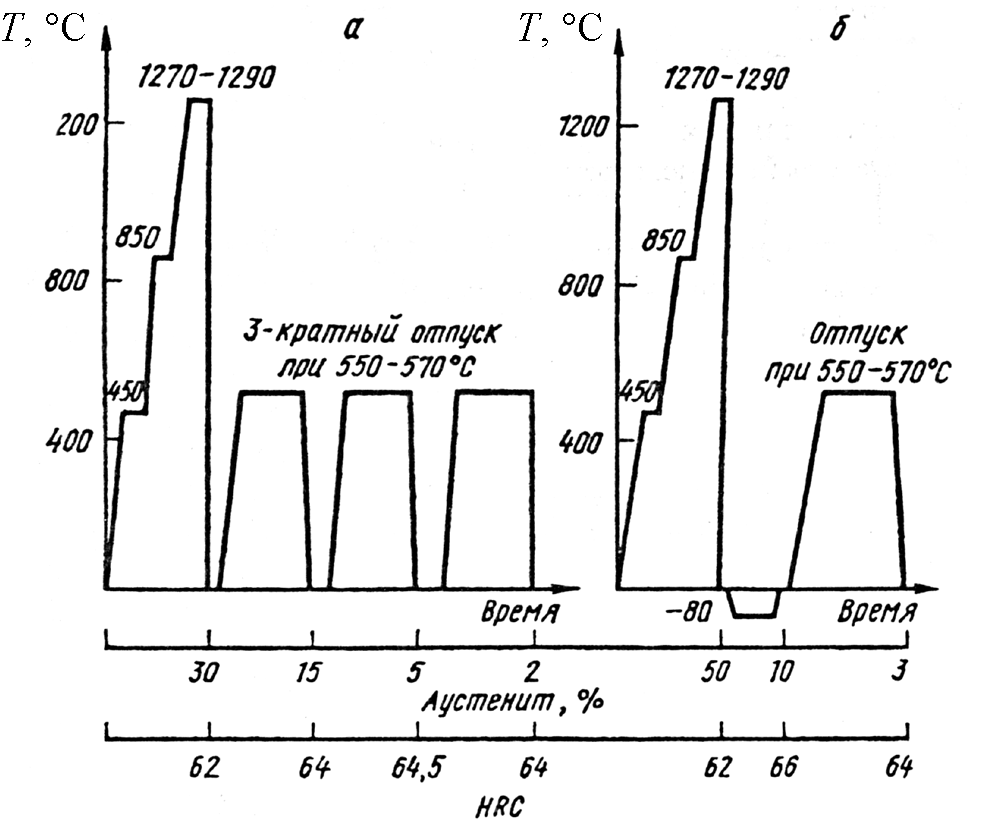 T, °C
а
1270–1290
200
850
800
3-кратный отпуск
при 550–570°С
450
400
Время
T, °C
б
1270–1290
1200
850
800
Отпуск
при 550–570°С
450
400
–80
Время
30 15 5 2 50 10 3
Аустенит, %
62 64 64,5 64 62 66 64
HRC